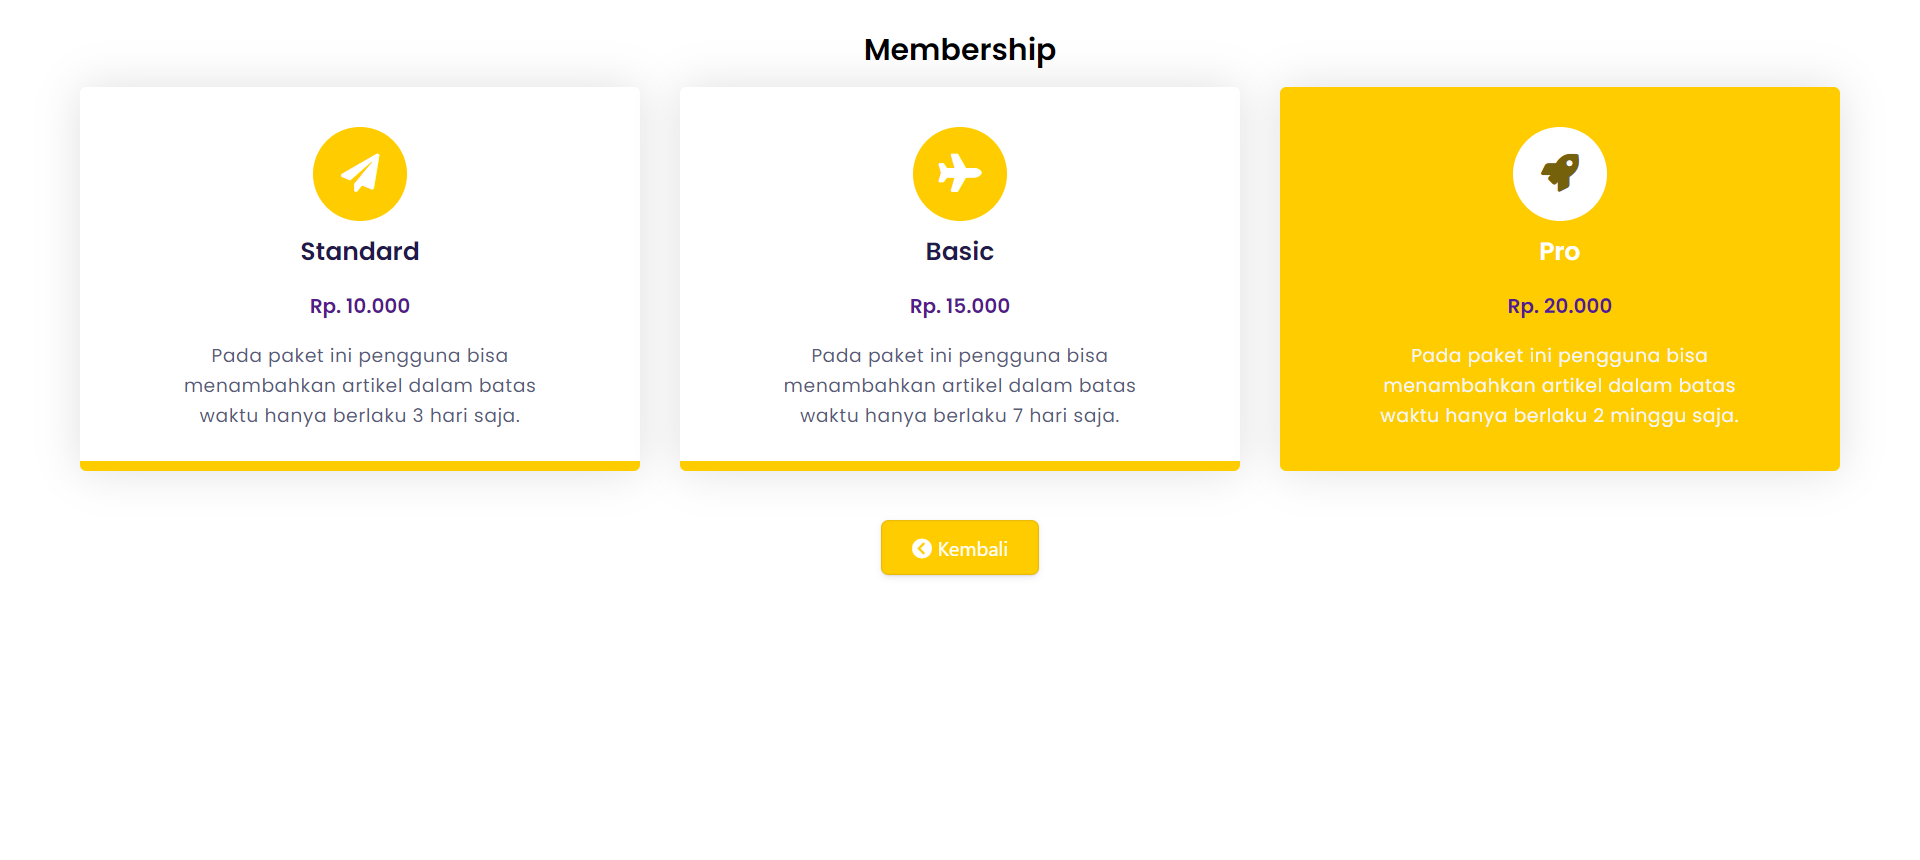 Membership
Standard
Rp. 10.000
Pada paket ini pengguna bisa
menambahkan artikel dalam batas
waktu hanya berlaku 3 hari saja.
Basic
Rp. 15.000
Pada paket ini pengguna bisa
menambahkan artikel dalam batas
waktu hanya berlaku 7 hari saja.
Pro
Rp. 20.000
Pada paket ini pengguna bisa
menambahkan artikel dalam batas
waktu hanya berlaku 2 minggu saja.
Kembali